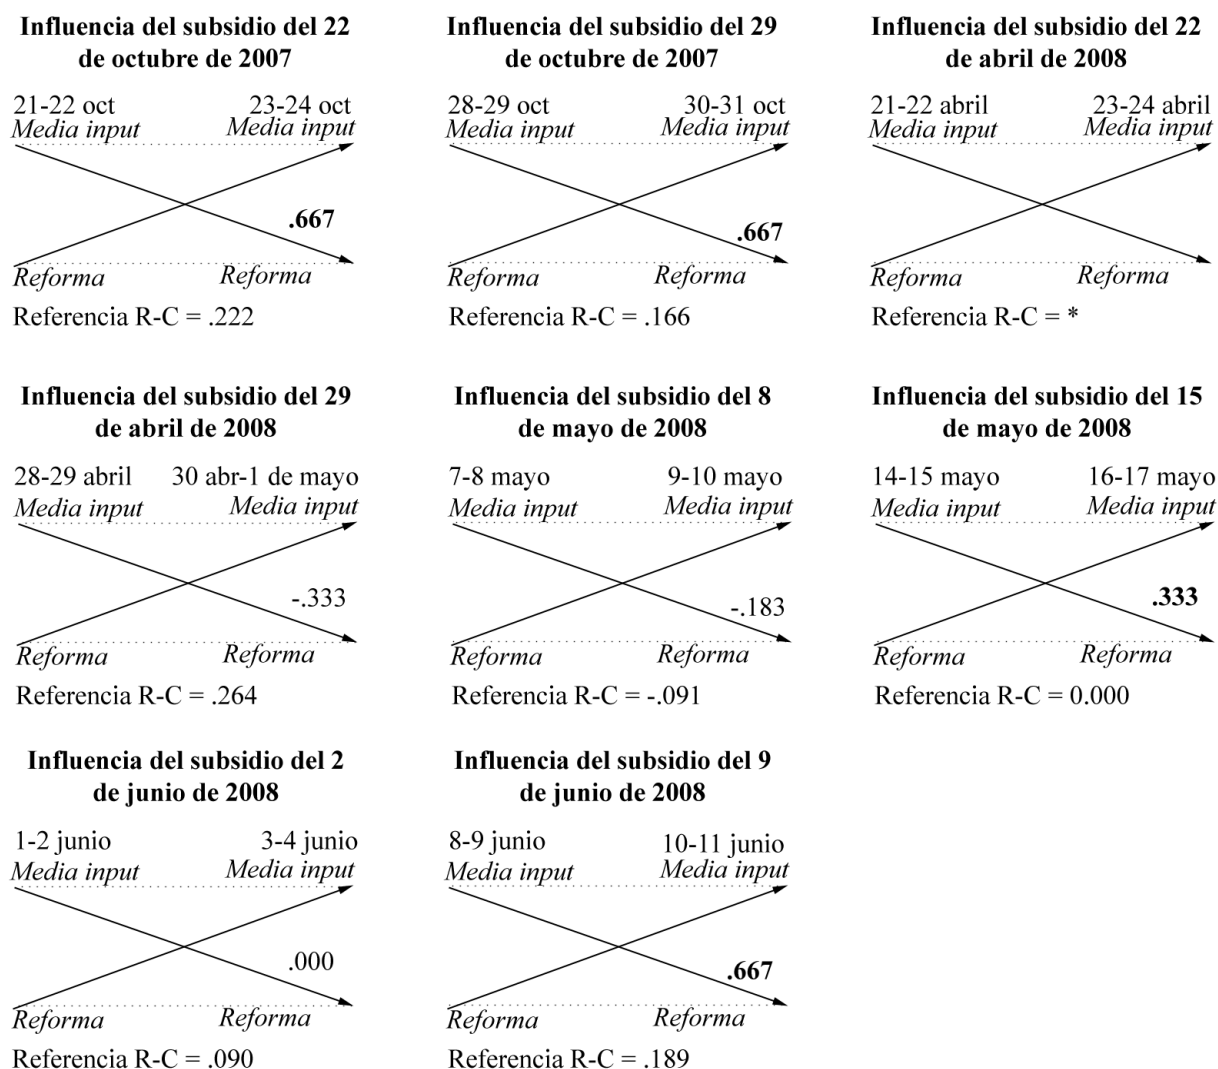 Influencia del subsidio del 22
de octubre de 2007
21-22 oct 23-24 oct
Media input Media input
.667
Reforma Reforma
Referencia R-C = .222
Influencia del subsidio del 29
de octubre de 2007
28-29 oct 30-31 oct
Media input Media input
.667
Reforma Reforma
Referencia R-C = .166
Influencia del subsidio del 22
de abril de 2008
21-22 abril 23-24 abril
Media input Media input
Reforma Reforma
Referencia R-C = *
Influencia del subsidio del 29
de abril de 2008
28-29 abril 30 abr-1 de mayo
Media input Media input
-.333
Reforma Reforma
Referencia R-C = .264
Influencia del subsidio del 8
de mayo de 2008
7-8 mayo 9-10 mayo
Media input Media input
-.183
Reforma Reforma
Referencia R-C = -.091
Influencia del subsidio del 15
de mayo de 2008
14-15 mayo 16-17 mayo
Media input Media input
.333
Reforma Reforma
Referencia R-C = 0.000
Influencia del subsidio del 2
de junio de 2008
1-2 junio 3-4 junio
Media input Media input
.000
Reforma Reforma
Referencia R-C = .090
Influencia del subsidio del 9
de junio de 2008
8-9 junio 10-11 junio
Media input Media input
.667
Reforma Reforma
Referencia R-C = .189